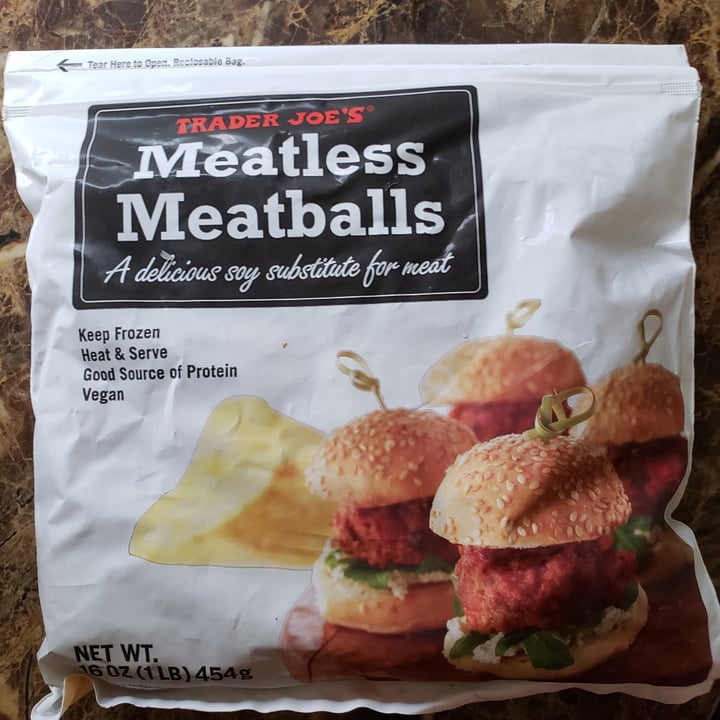 Tear Here to Open. Reclosable Bag.
TRADER JOE'S®
Meatless
Meatballs
A delicious soy substitute for meat
Keep Frozen
Heat & Serve
Good Source of Protein
Vegan
NET WT.
16 OZ (1 LB) 454g